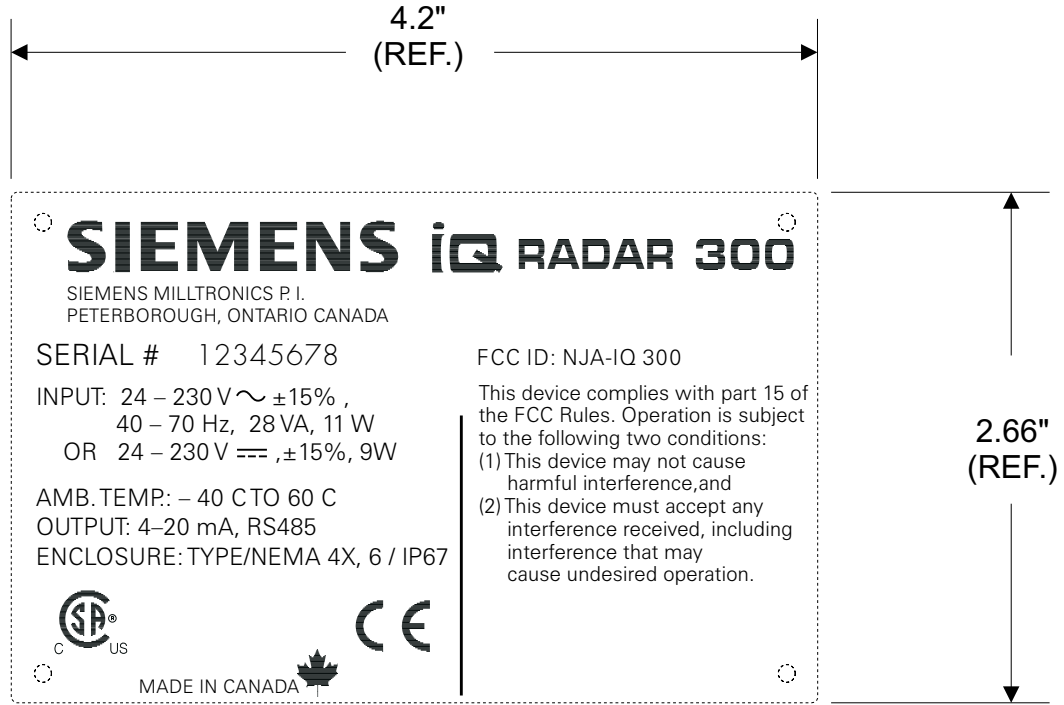 4.2"
(REF.)
SIEMENS iQ RADAR 300
SIEMENS MILLTRONICS P. I.
PETERBOROUGH, ONTARIO CANADA
SERIAL # 12345678
INPUT: 24 – 230 V ~ ±15% ,
40 – 70 Hz, 28 VA, 11 W
OR 24 – 230 V ⎓ ,±15%, 9W
AMB. TEMP.: – 40 C TO 60 C
OUTPUT: 4–20 mA, RS485
ENCLOSURE: TYPE/NEMA 4X, 6 / IP67
C SA® US
CE
MADE IN CANADA
FCC ID: NJA-IQ 300
This device complies with part 15 of
the FCC Rules. Operation is subject
to the following two conditions:
(1) This device may not cause
harmful interference,and
(2) This device must accept any
interference received, including
interference that may
cause undesired operation.
2.66"
(REF.)